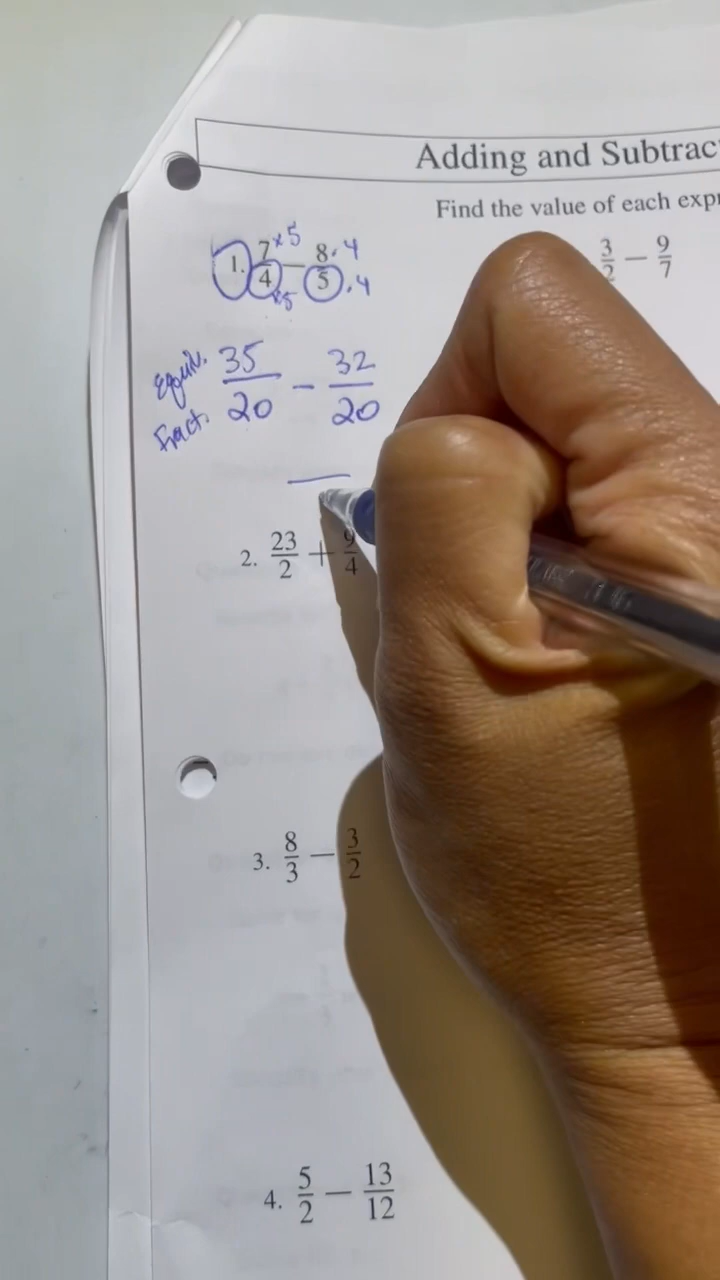 Adding and Subtrac
Find the value of each exp
1. 7/4 ×5 ×5 − 8/5 ·4 ·4
3/2 − 9/7
Equiv. Fract. 35/20 − 32/20
2. 23/2 + 9/4
3. 8/3 − 3/2
4. 5/2 − 13/12